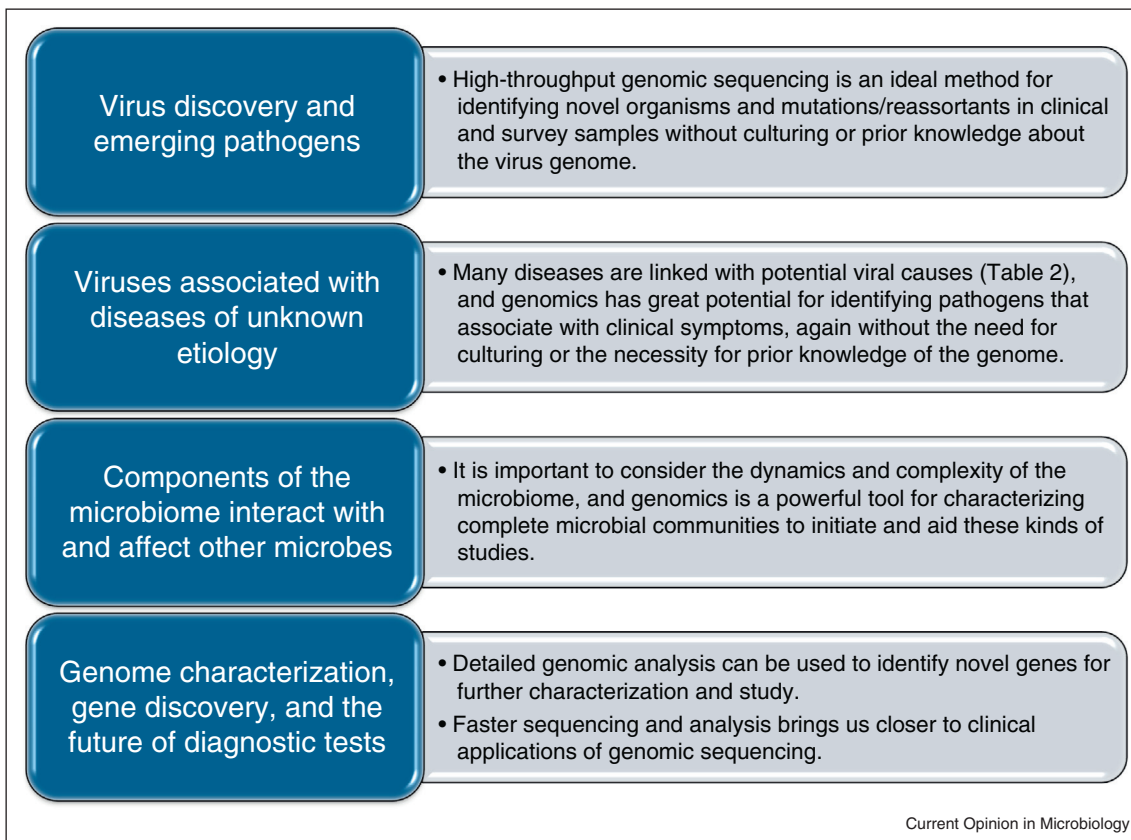 Virus discovery and
emerging pathogens
• High-throughput genomic sequencing is an ideal method for
identifying novel organisms and mutations/reassortants in clinical
and survey samples without culturing or prior knowledge about
the virus genome.
Viruses associated with
diseases of unknown
etiology
• Many diseases are linked with potential viral causes (Table 2),
and genomics has great potential for identifying pathogens that
associate with clinical symptoms, again without the need for
culturing or the necessity for prior knowledge of the genome.
Components of the
microbiome interact with
and affect other microbes
• It is important to consider the dynamics and complexity of the
microbiome, and genomics is a powerful tool for characterizing
complete microbial communities to initiate and aid these kinds of
studies.
Genome characterization,
gene discovery, and the
future of diagnostic tests
• Detailed genomic analysis can be used to identify novel genes for
further characterization and study.
• Faster sequencing and analysis brings us closer to clinical
applications of genomic sequencing.
Current Opinion in Microbiology